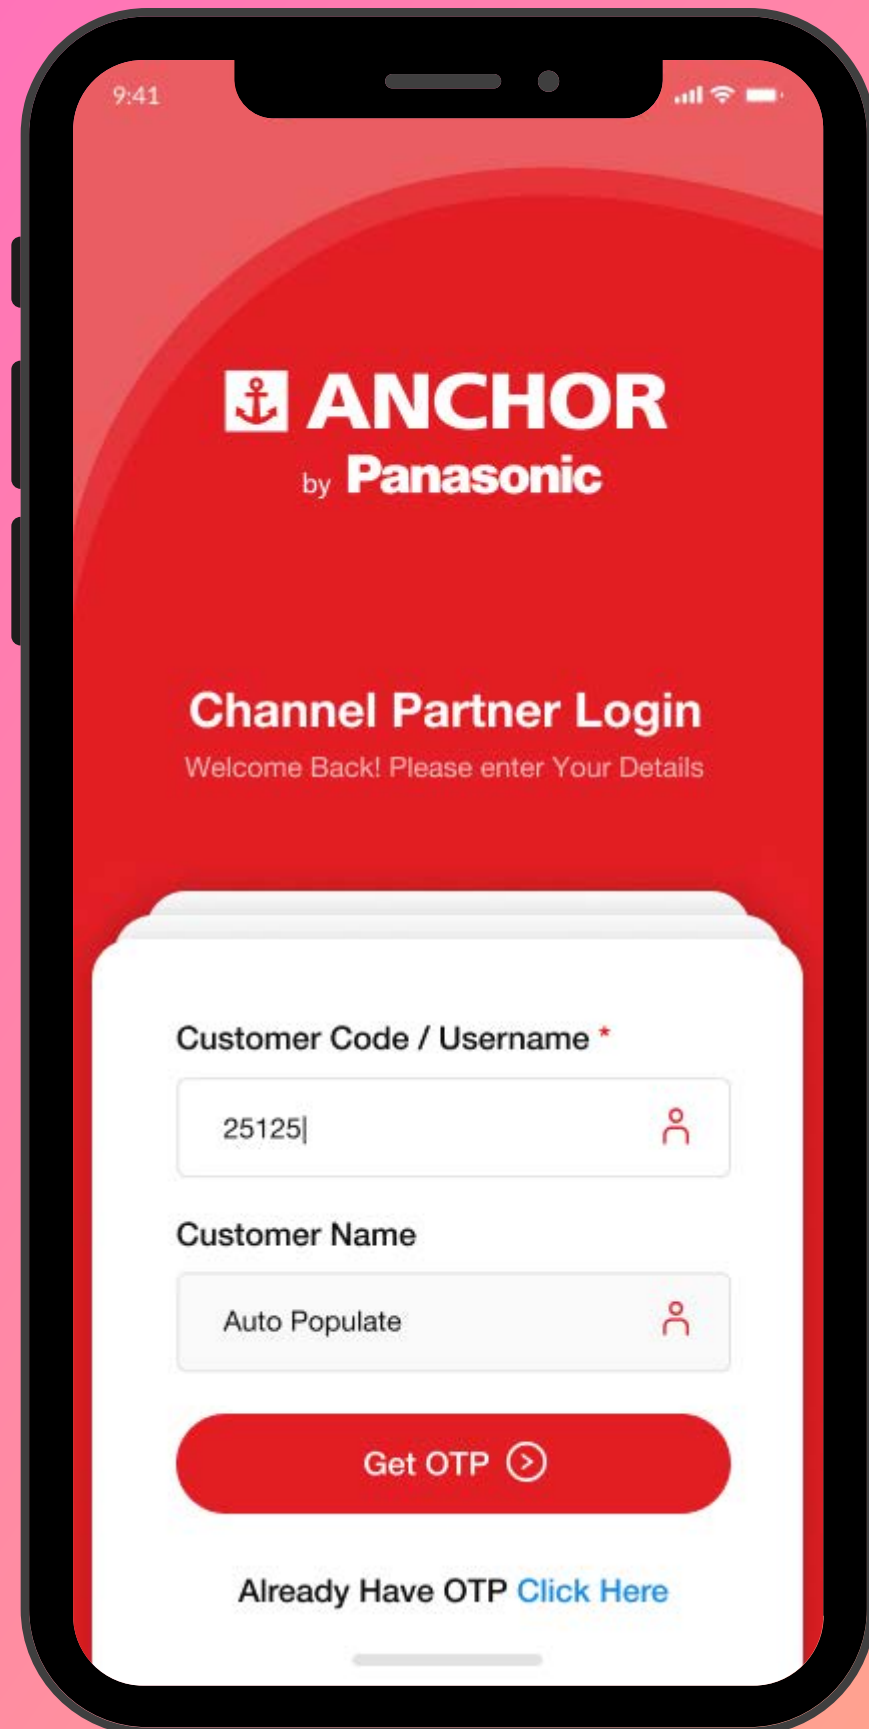 9:41
ANCHOR
by Panasonic
Channel Partner Login
Welcome Back! Please enter Your Details
Customer Code / Username *
25125
Customer Name
Auto Populate
Get OTP
Already Have OTP Click Here